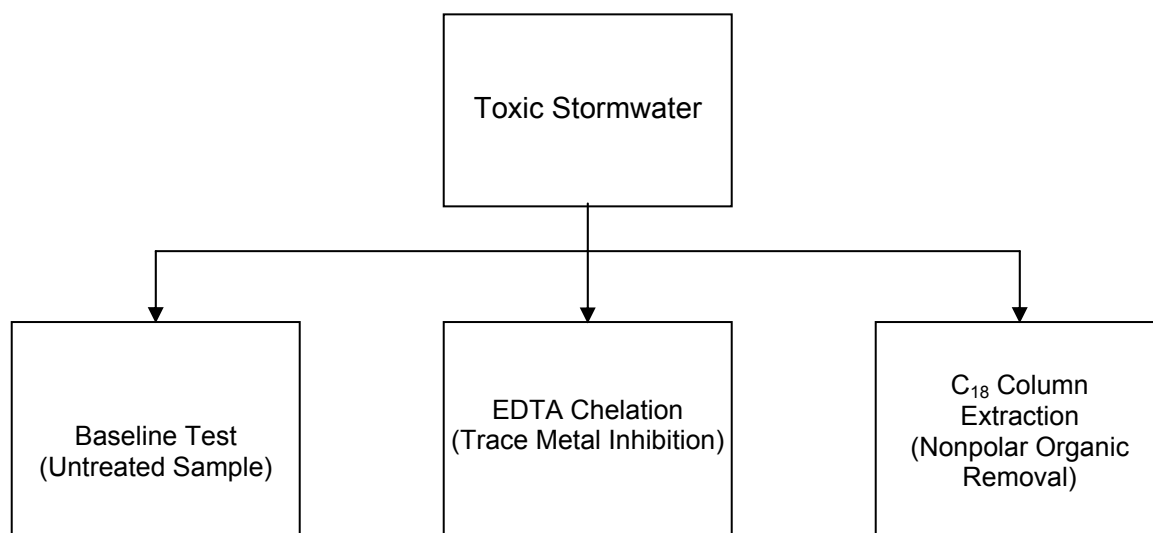 Toxic Stormwater
Baseline Test
(Untreated Sample)
EDTA Chelation
(Trace Metal Inhibition)
C₁₈ Column
Extraction
(Nonpolar Organic
Removal)